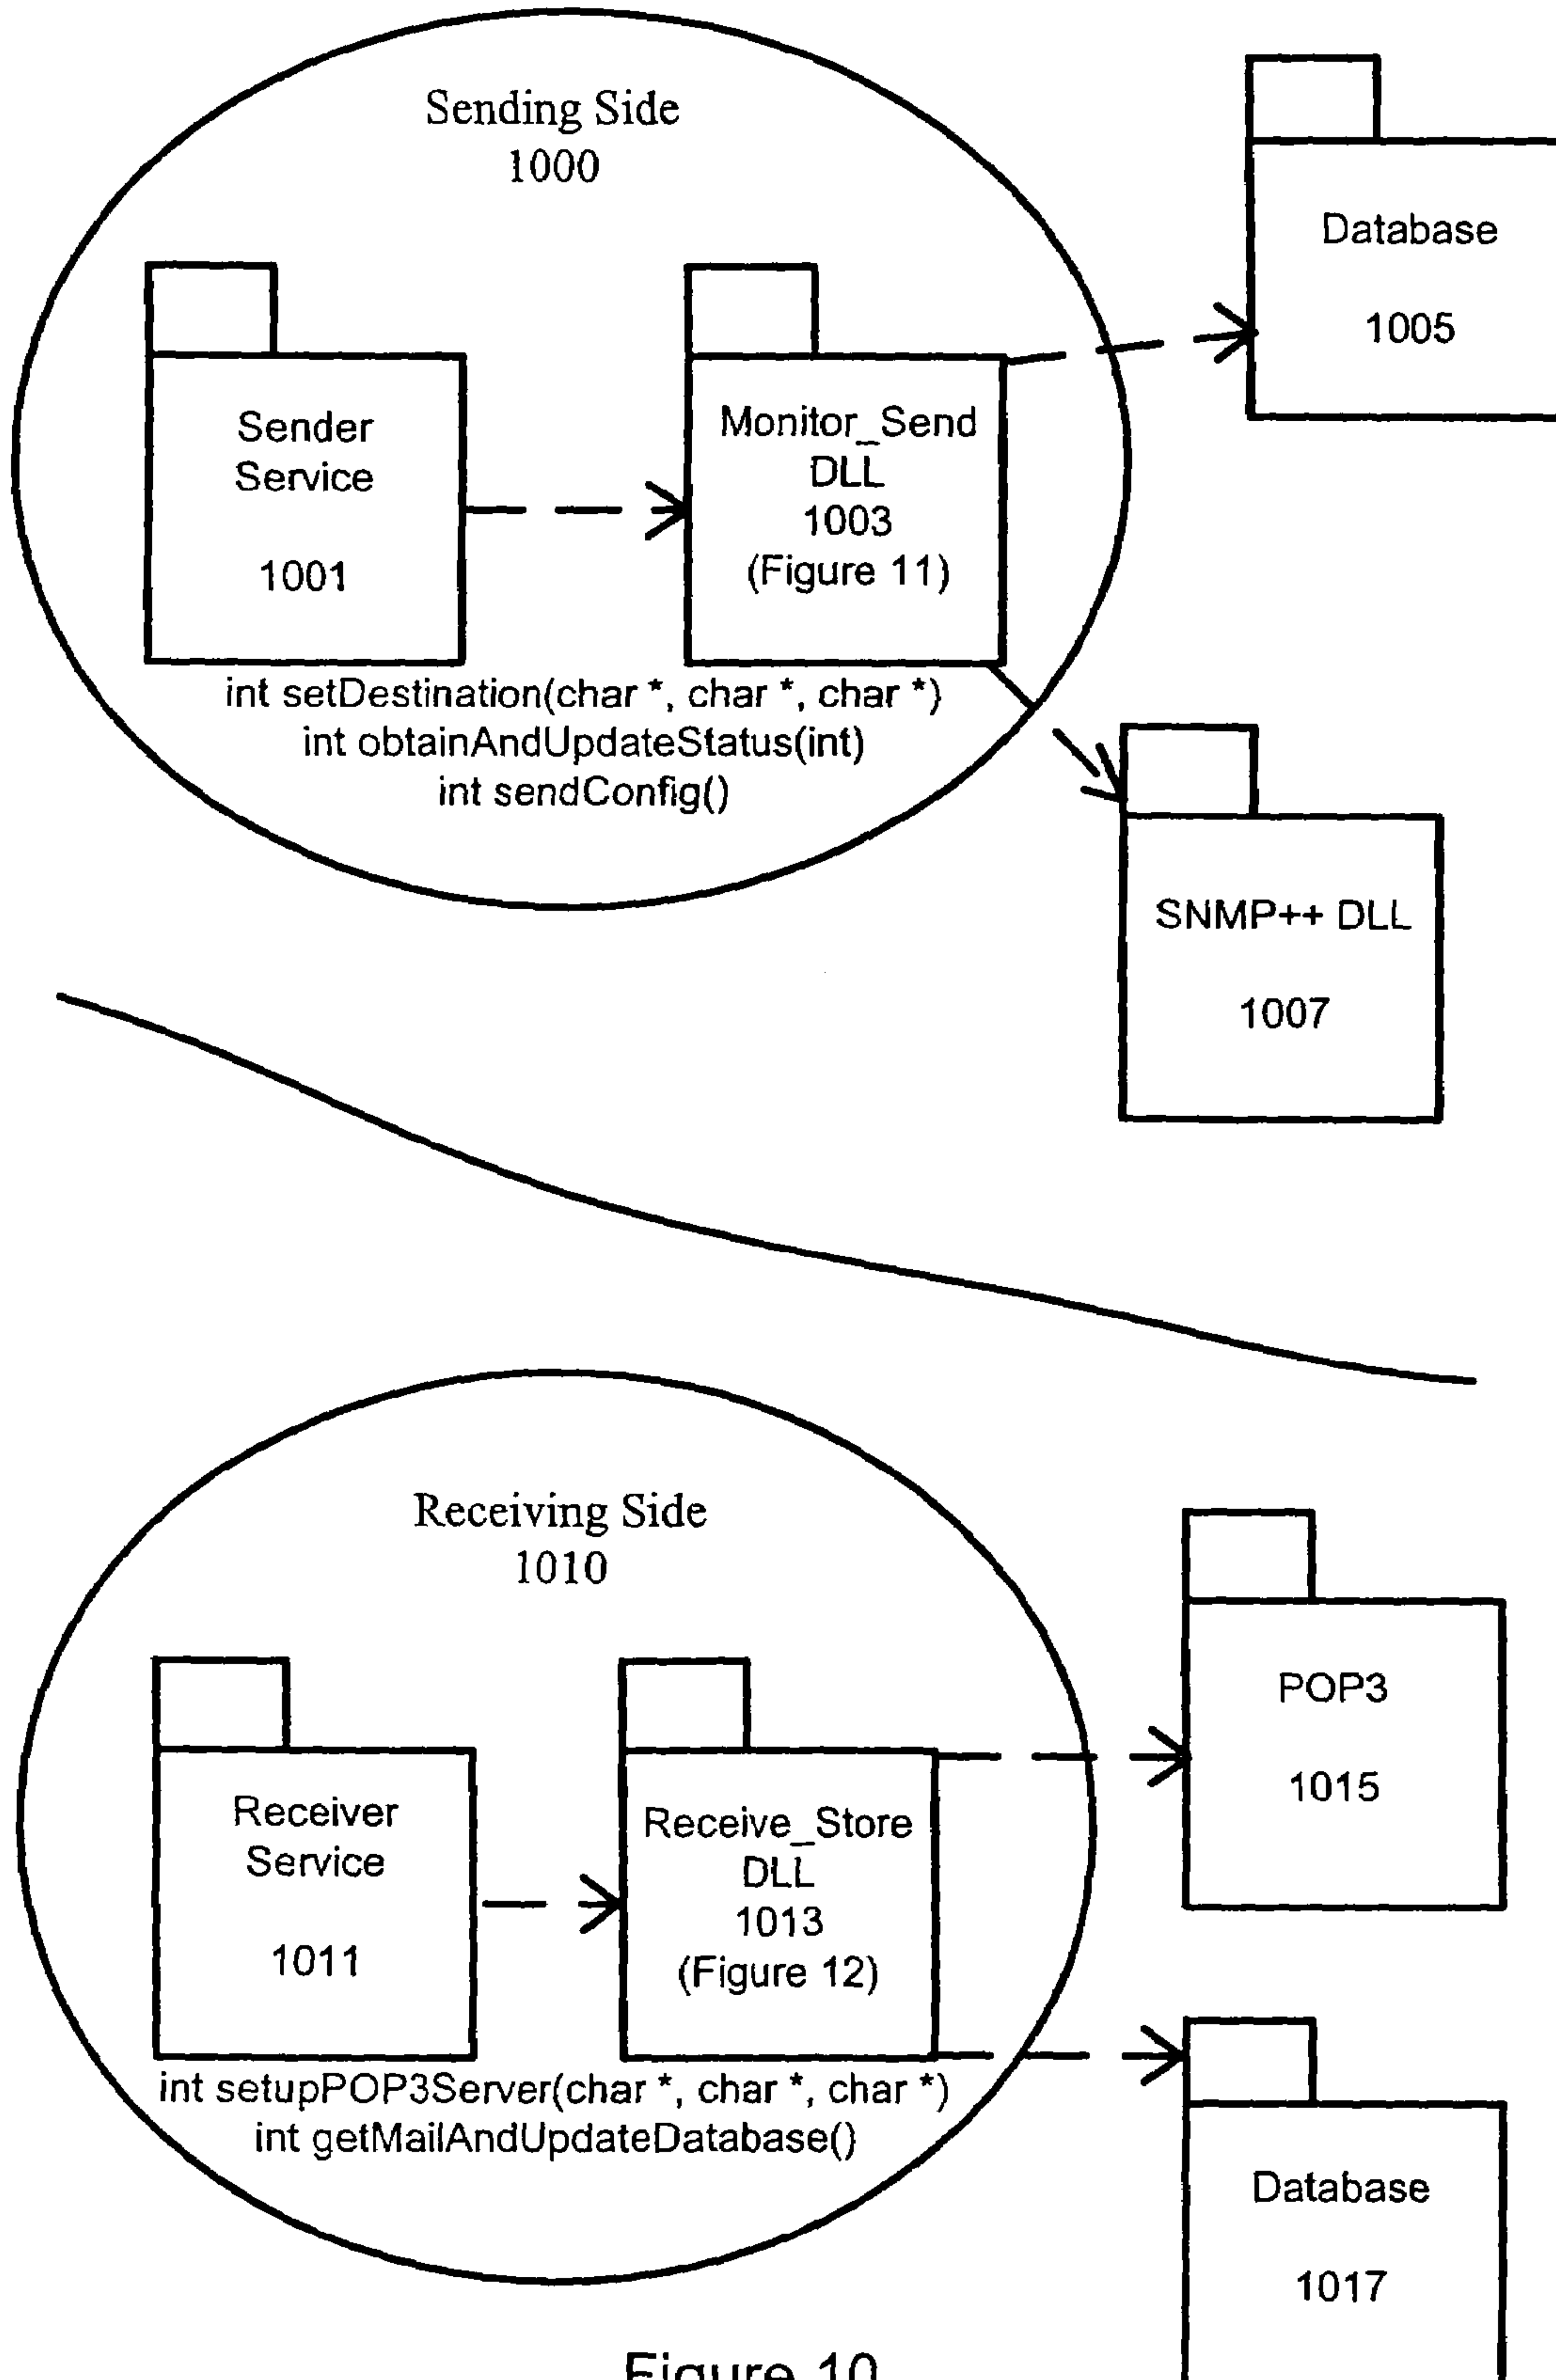 Sending Side
1000
Database
1005
Sender
Service
1001
Monitor_Send
DLL
1003
(Figure 11)
int setDestination(char *, char *, char *)
int obtainAndUpdateStatus(int)
int sendConfig()
SNMP++ DLL
1007
Receiving Side
1010
POP3
1015
Receiver
Service
1011
Receive_Store
DLL
1013
(Figure 12)
int setupPOP3Server(char *, char *, char *)
int getMailAndUpdateDatabase()
Database
1017
Figure 10